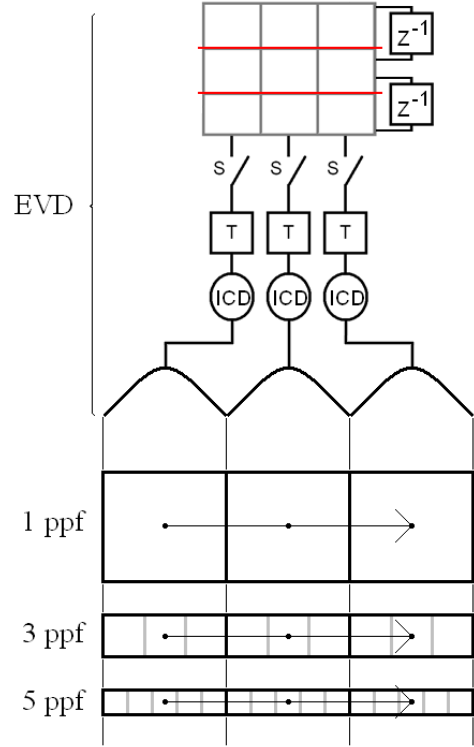 Z⁻¹
Z⁻¹
S S S
EVD
T T T
ICD ICD ICD
1 ppf
3 ppf
5 ppf